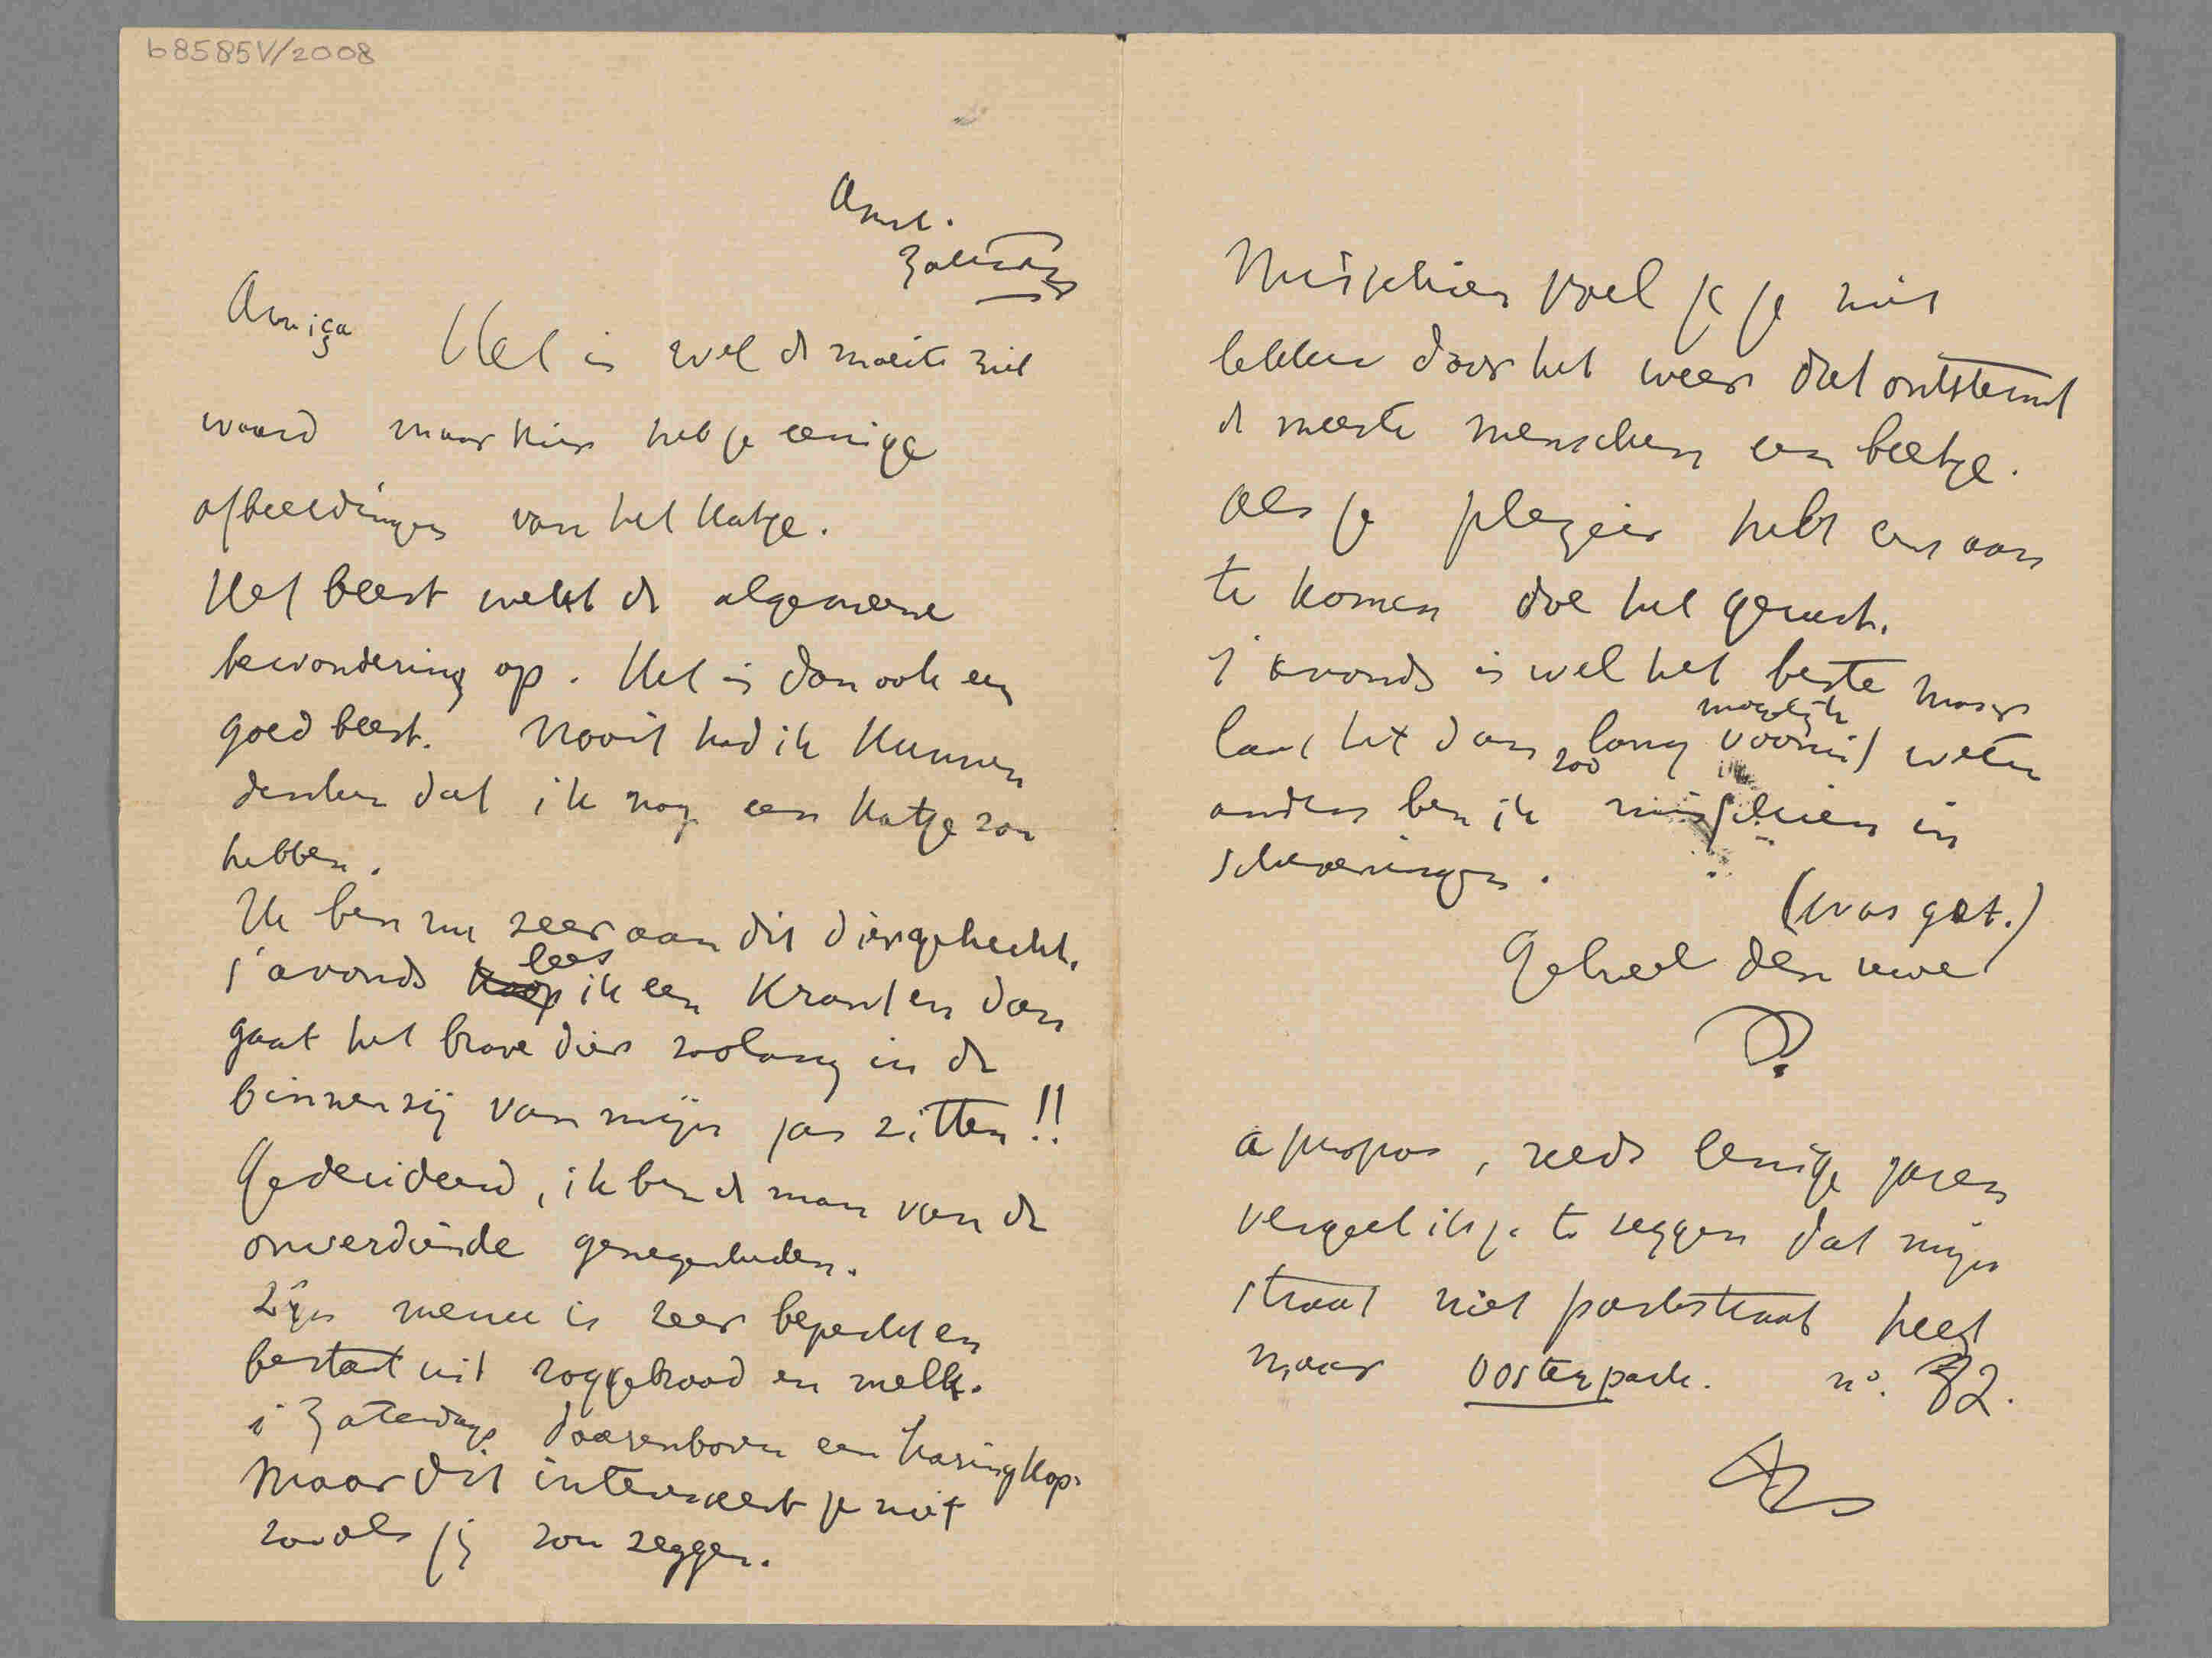 b8585V/2008
Amst.
Zaterdag
Amiga Het is wel de moeite niet
waard maar hier heb je eenige
afbeeldingen van het katje.
Het beest wekt de algemeene
bewondering op. Het is dan ook een
goed beest. Nooit had ik kunnen
denken dat ik nog een katje zou
hebben.
Ik ben nu zeer aan dit dier gehecht.
s'avonds koop lees ik een krant en dan
gaat het brave dier zoolang in de
binnenzij van mijn jas zitten!!
Gedecideerd, ik ben de man van de
onverdiende genegenheden.
Zijn menu is zeer beperkt en
bestaat uit roggebrood en melk.
s'Zaterdags daarenboven een haringkop.
Maar dit interesseert je niet
zooals jij zou zeggen.
Misschien voel je je niet
lekker door het weer dat ontstemt
de meeste menschen een beetje.
Als je plezier hebt eens aan
te komen doe het gerust.
s'avonds is wel het beste maar
laat het dan zoo lang mogelijk vooruit weten
anders ben ik misschien in
Scheveningen.
(was get.)
Geheel den uwe
à propos, reeds eenige jaren
vergeet ik je te zeggen dat mijn
straat niet parkstraat heet
maar Oosterpark. no. 82.